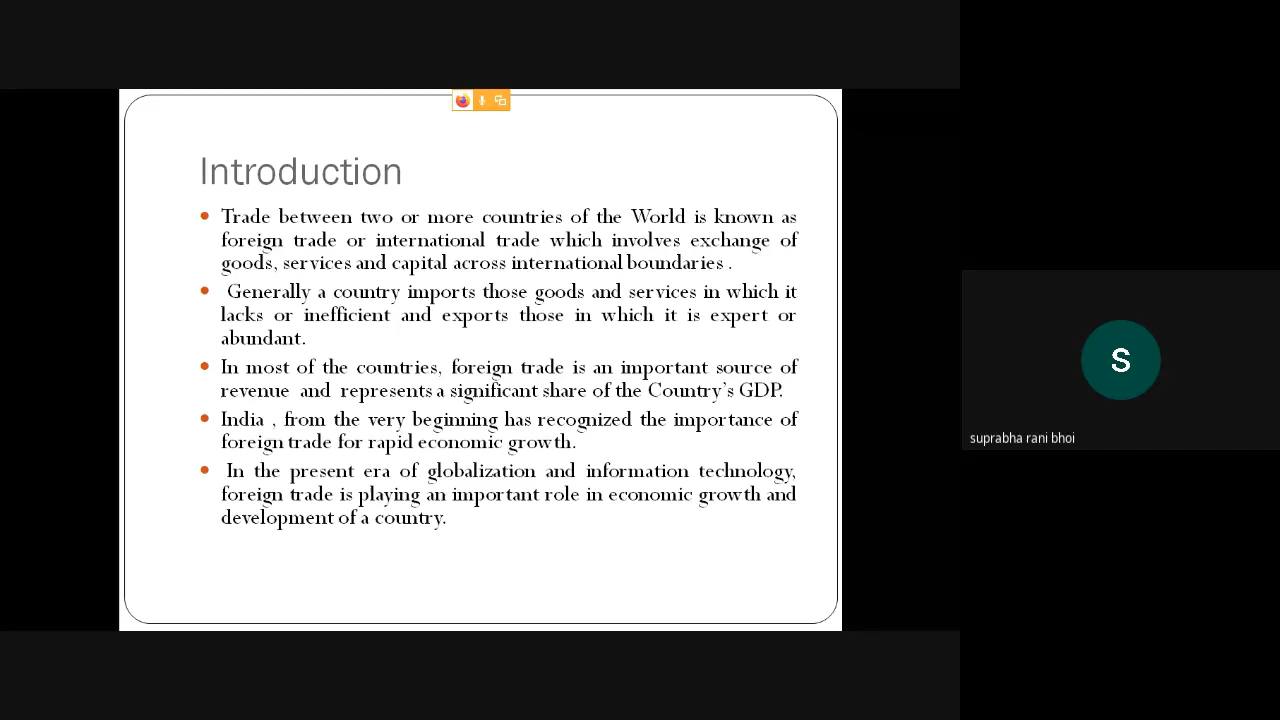 Introduction
Trade between two or more countries of the World is known as
foreign trade or international trade which involves exchange of
goods, services and capital across international boundaries .
Generally a country imports those goods and services in which it
lacks or inefficient and exports those in which it is expert or
abundant.
In most of the countries, foreign trade is an important source of
revenue and represents a significant share of the Country's GDP.
India , from the very beginning has recognized the importance of
foreign trade for rapid economic growth.
In the present era of globalization and information technology,
foreign trade is playing an important role in economic growth and
development of a country.
S
suprabha rani bhoi